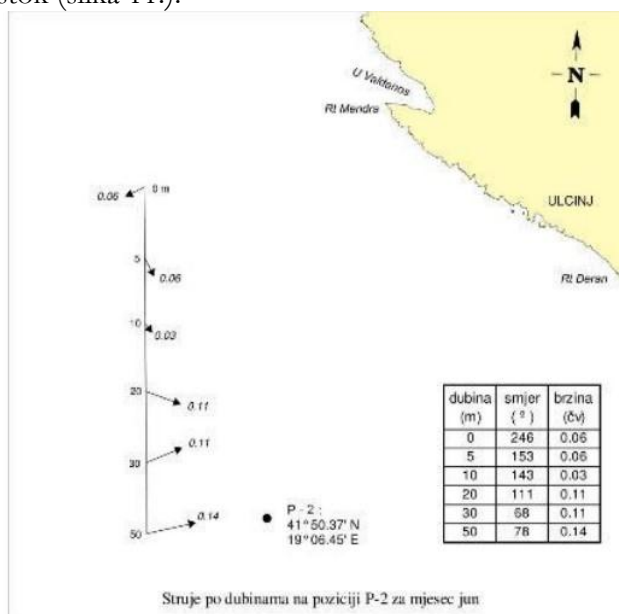 U Valdanos
N
Rt Mendra
ULCINJ
Rt Đeran
0.06
0 m
5
0.06
10
0.03
20
0.11
0.11
30
50
0.14
P - 2 :
41°50.37' N
19°06.45' E
dubina smjer brzina
(m) (º) (čv)
0 246 0.06
5 153 0.06
10 143 0.03
20 111 0.11
30 68 0.11
50 78 0.14
Struje po dubinama na poziciji P-2 za mjesec jun